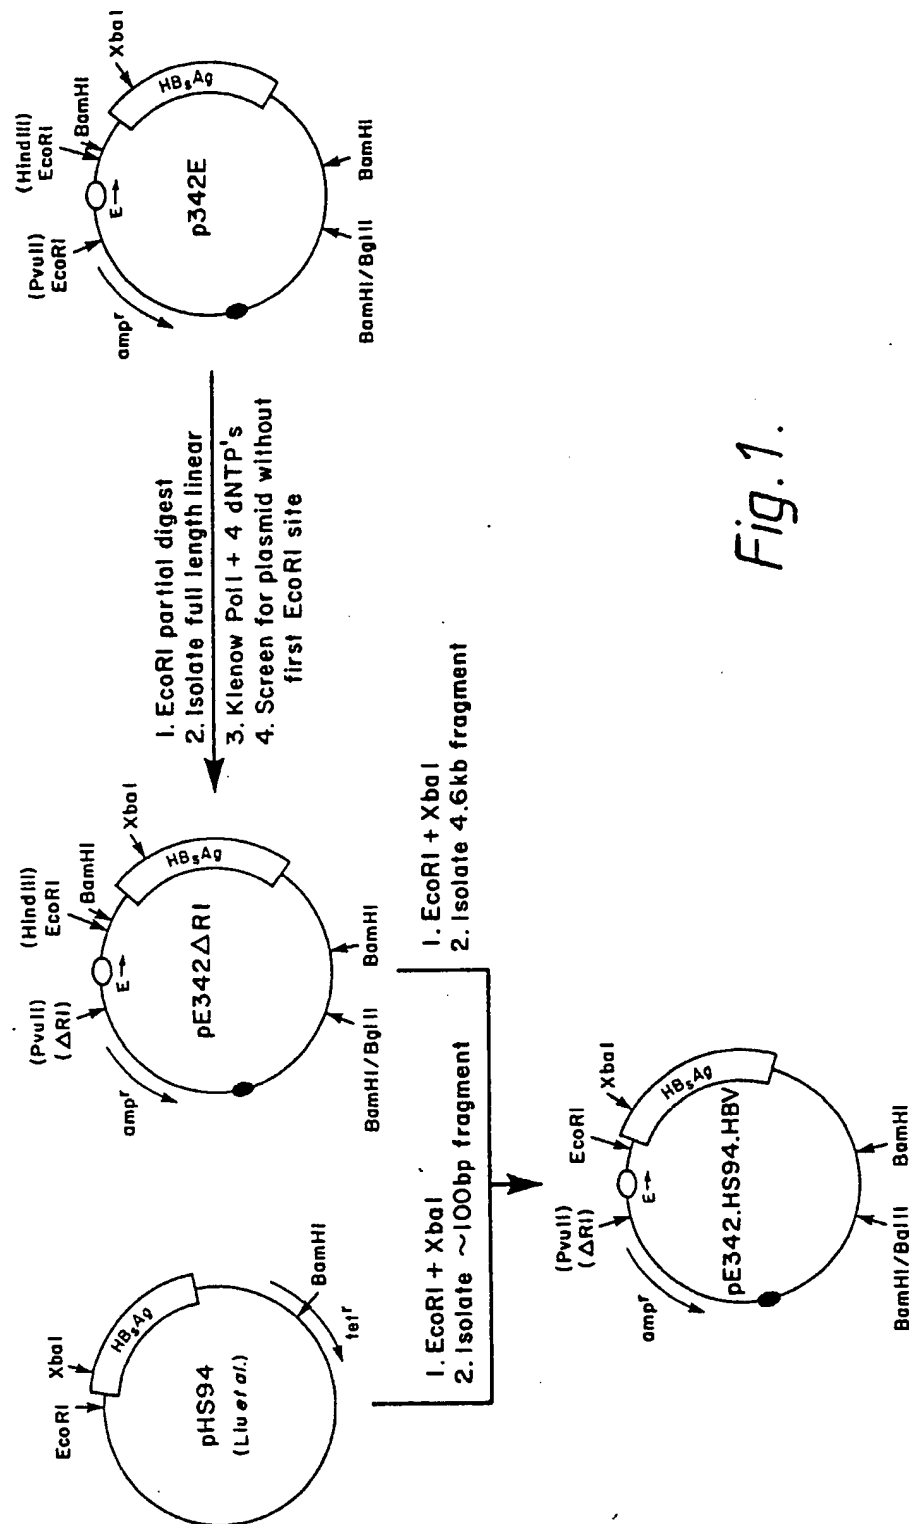 (PvuII)
EcoRI
(HindIII)
EcoRI
BamHI
XbaI
HBsAg
E→
amp^r
p342E
BamHI/BglII
BamHI
1. EcoRI partial digest
2. Isolate full length linear
3. Klenow PolI + 4 dNTP's
4. Screen for plasmid without
first EcoRI site
(PvuII)
(ΔRI)
(HindIII)
EcoRI
BamHI
XbaI
HBsAg
E→
amp^r
pE342ΔRI
BamHI/BglII
BamHI
EcoRI
XbaI
HBsAg
pHS94
(Liu et al.)
BamHI
tet^r
1. EcoRI + XbaI
2. Isolate ~100bp fragment
1. EcoRI + XbaI
2. Isolate 4.6kb fragment
(PvuII)
(ΔRI)
EcoRI
XbaI
HBsAg
E→
amp^r
pE342.HS94.HBV
BamHI/BglII
BamHI
Fig. 1.